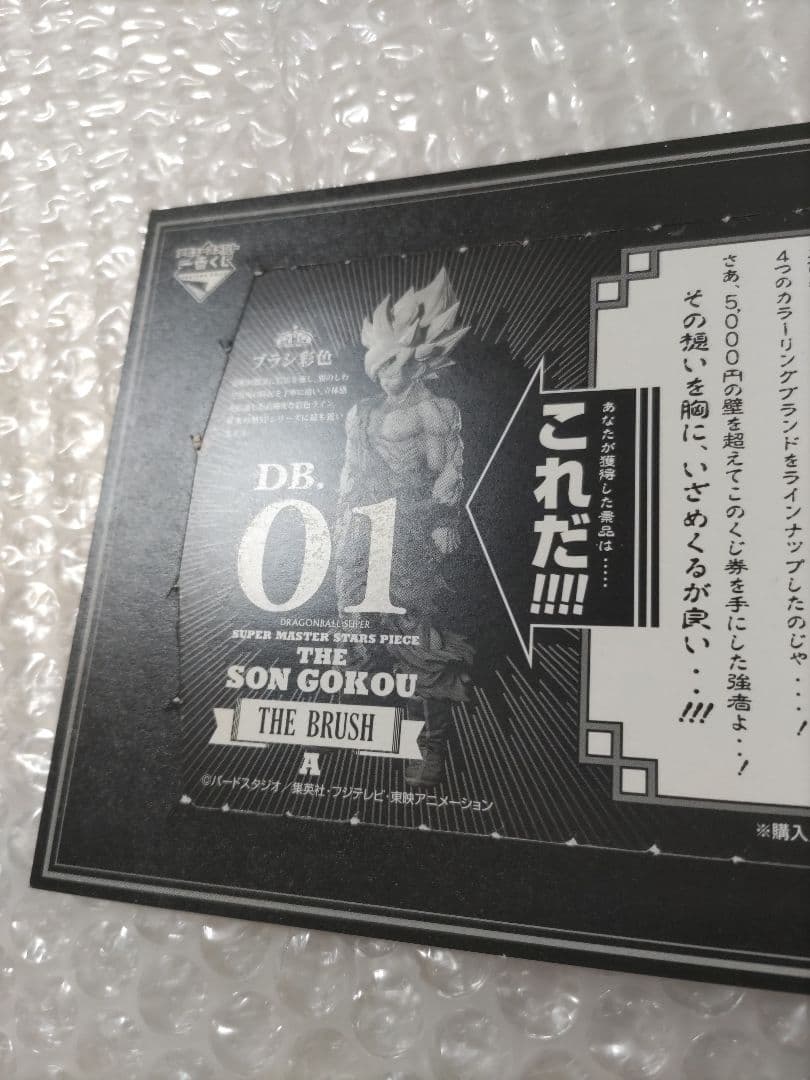 一番くじ
ブラシ彩色
DB.
01
DRAGONBALL SUPER
SUPER MASTER STARS PIECE
THE
SON GOKOU
THE BRUSH
A
©バードスタジオ／集英社・フジテレビ・東映アニメーション
4つのカラーリングブランドをラインナップしたのじゃ・・・・!
さあ、5,000円の壁を超えてこのくじ券を手にした強者よ・・!
その想いを胸に、いざめくるが良い・・!!!
あなたが獲得した景品は……
これだ!!!!
※購入